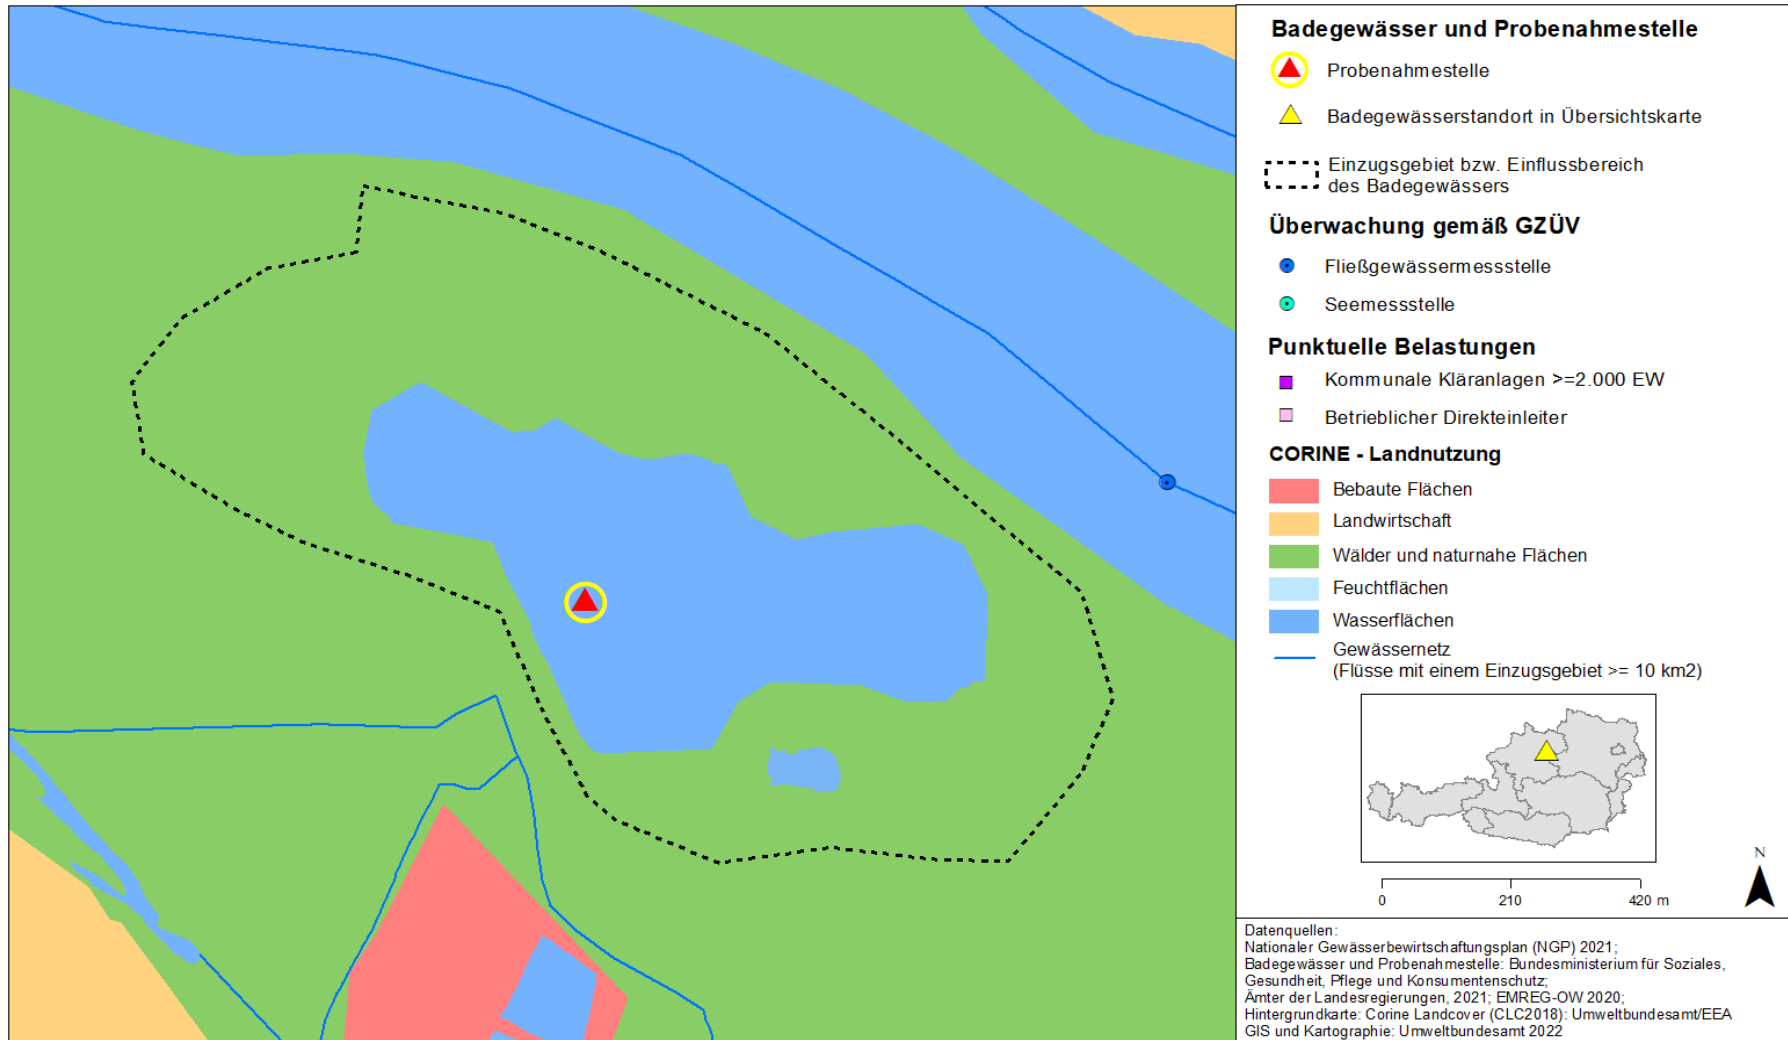 Badegewässer und Probenahmestelle
Probenahmestelle
Badegewässerstandort in Übersichtskarte
Einzugsgebiet bzw. Einflussbereich
des Badegewässers
Überwachung gemäß GZÜV
Fließgewässermessstelle
Seemessstelle
Punktuelle Belastungen
Kommunale Kläranlagen >=2.000 EW
Betrieblicher Direkteinleiter
CORINE - Landnutzung
Bebaute Flächen
Landwirtschaft
Wälder und naturnahe Flächen
Feuchtflächen
Wasserflächen
Gewässernetz
(Flüsse mit einem Einzugsgebiet >= 10 km2)
N
0 210 420 m
Datenquellen:
Nationaler Gewässerbewirtschaftungsplan (NGP) 2021;
Badegewässer und Probenahmestelle: Bundesministerium für Soziales,
Gesundheit, Pflege und Konsumentenschutz;
Ämter der Landesregierungen, 2021; EMREG-OW 2020;
Hintergrundkarte: Corine Landcover (CLC2018): Umweltbundesamt/EEA
GIS und Kartographie: Umweltbundesamt 2022